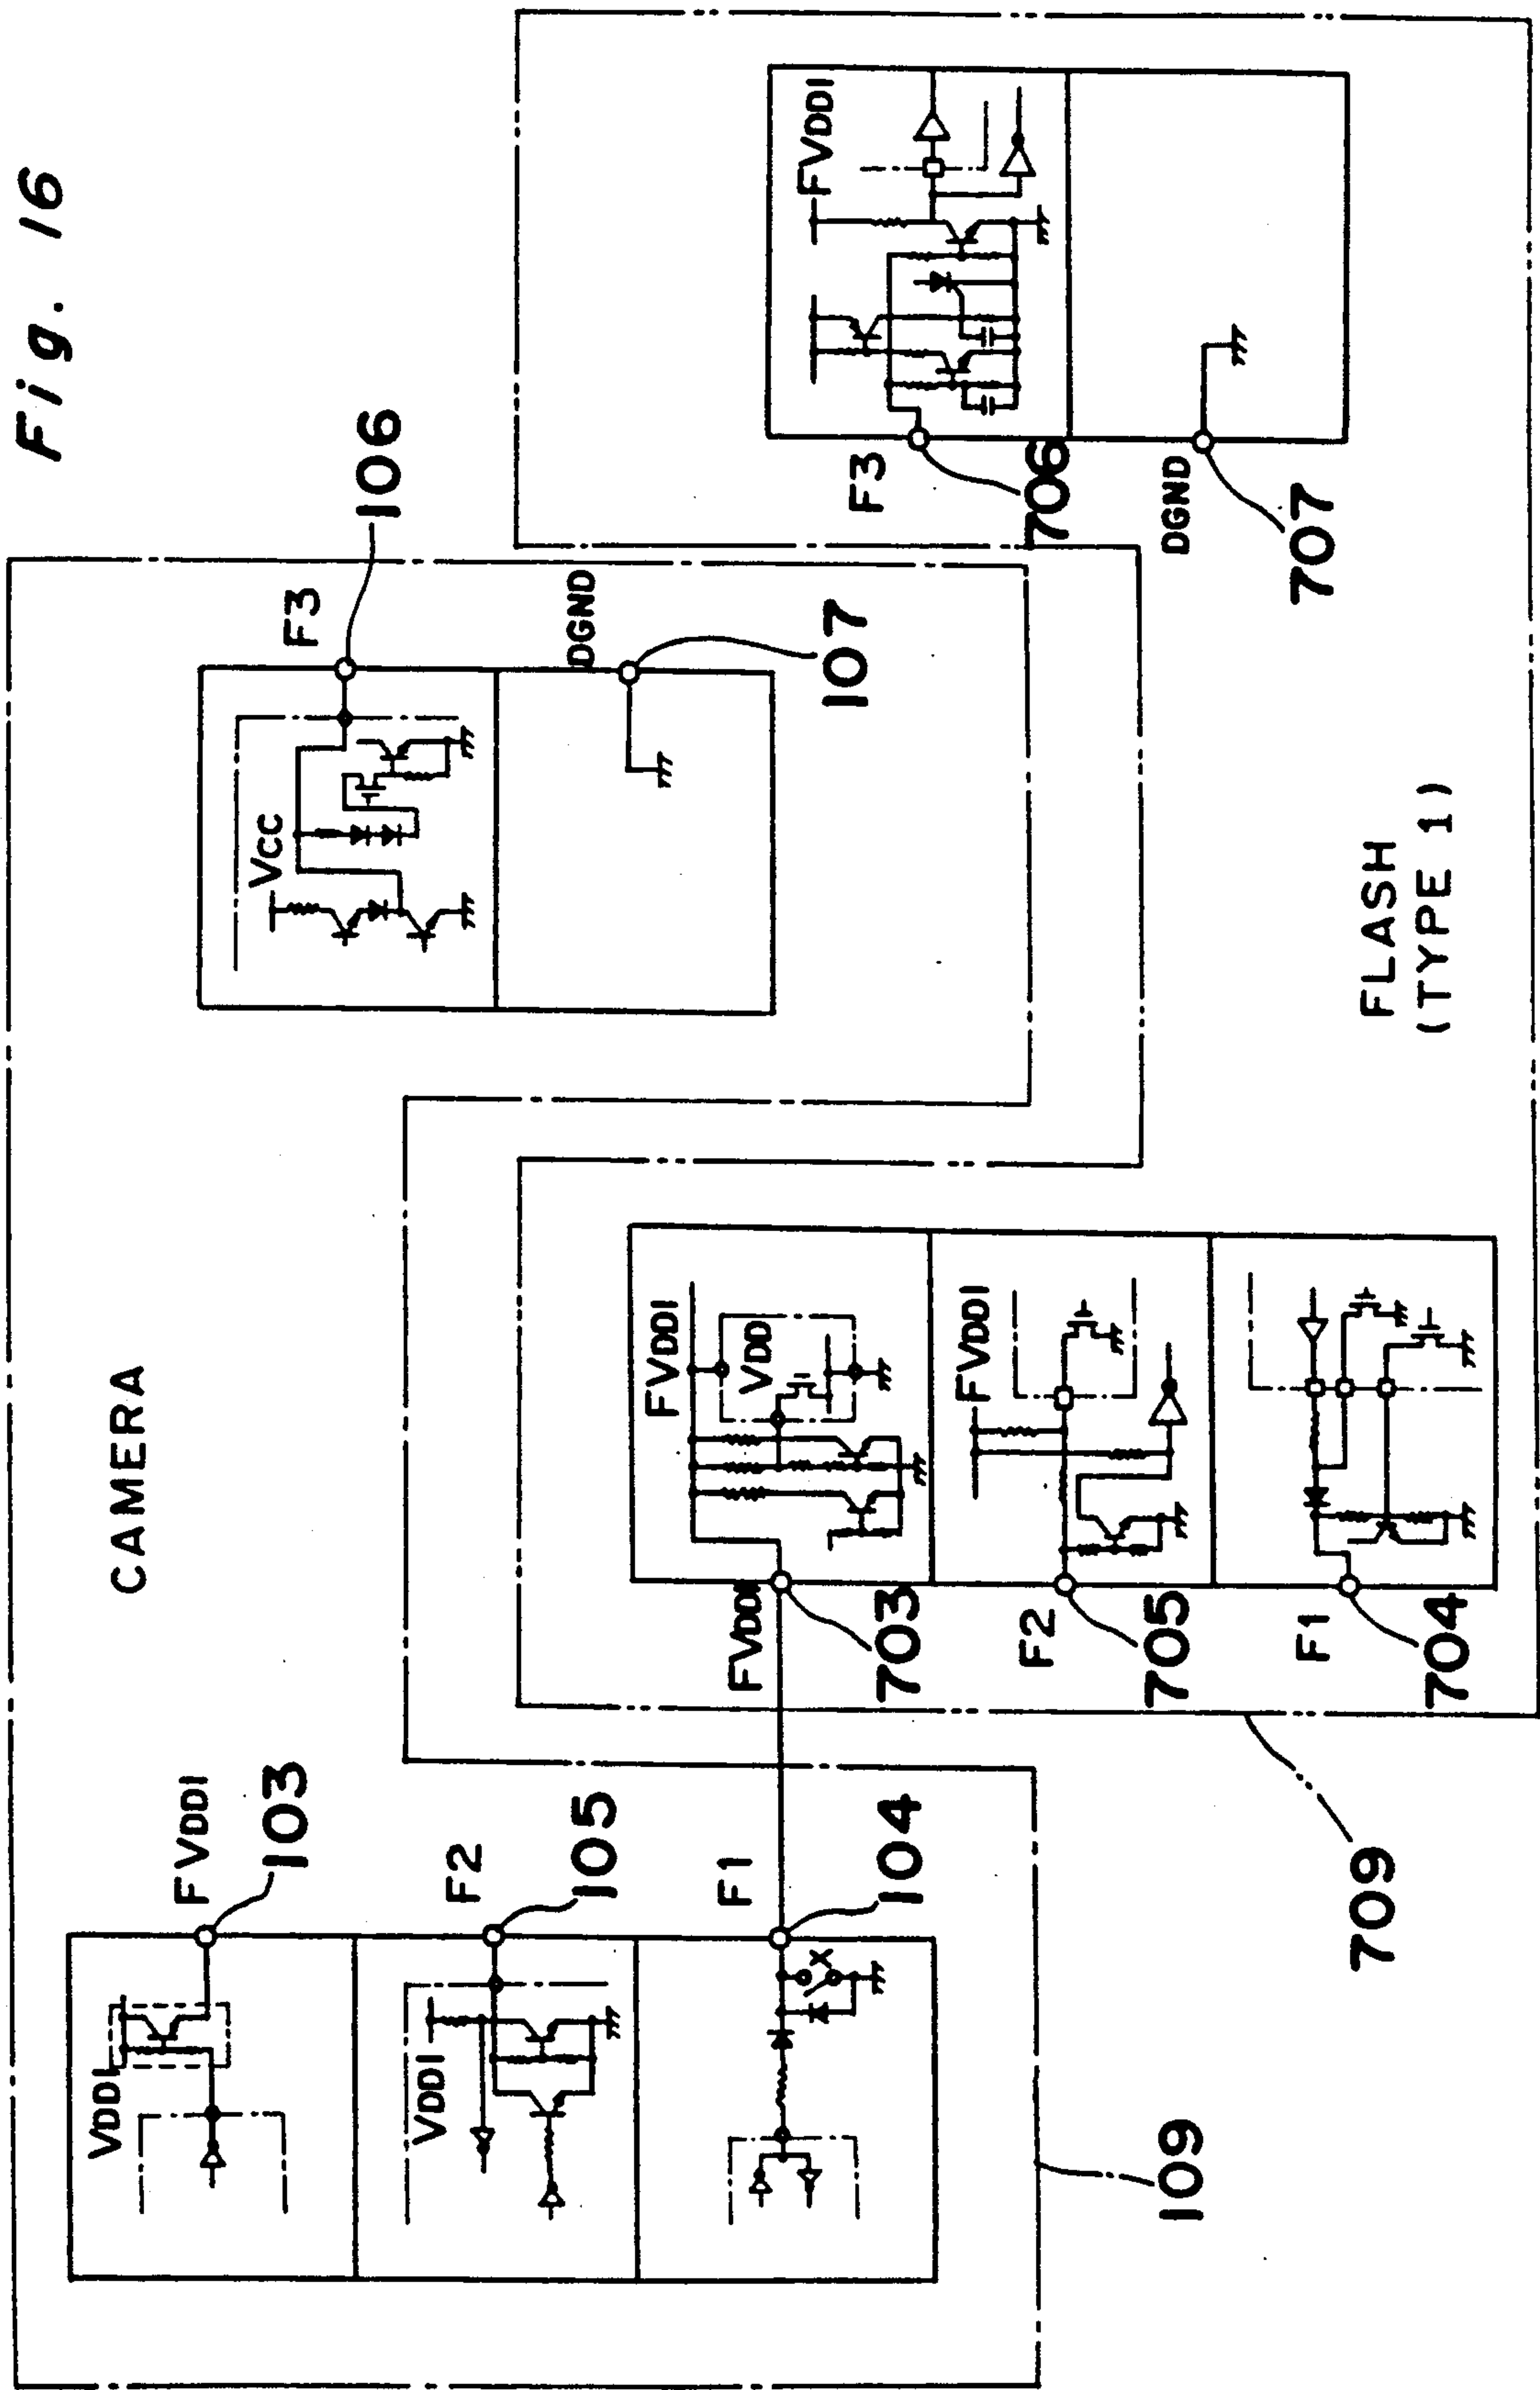 Fig. 16
CAMERA
FVDDI
103
VDDI
F2
105
VDDI
F1
104
X
109
F3
106
VCC
DGND
107
FVDDI
703
FVDDI
VDD
F2
705
FVDDI
F1
704
709
F3
706
FVDDI
DGND
707
FLASH
(TYPE 1)